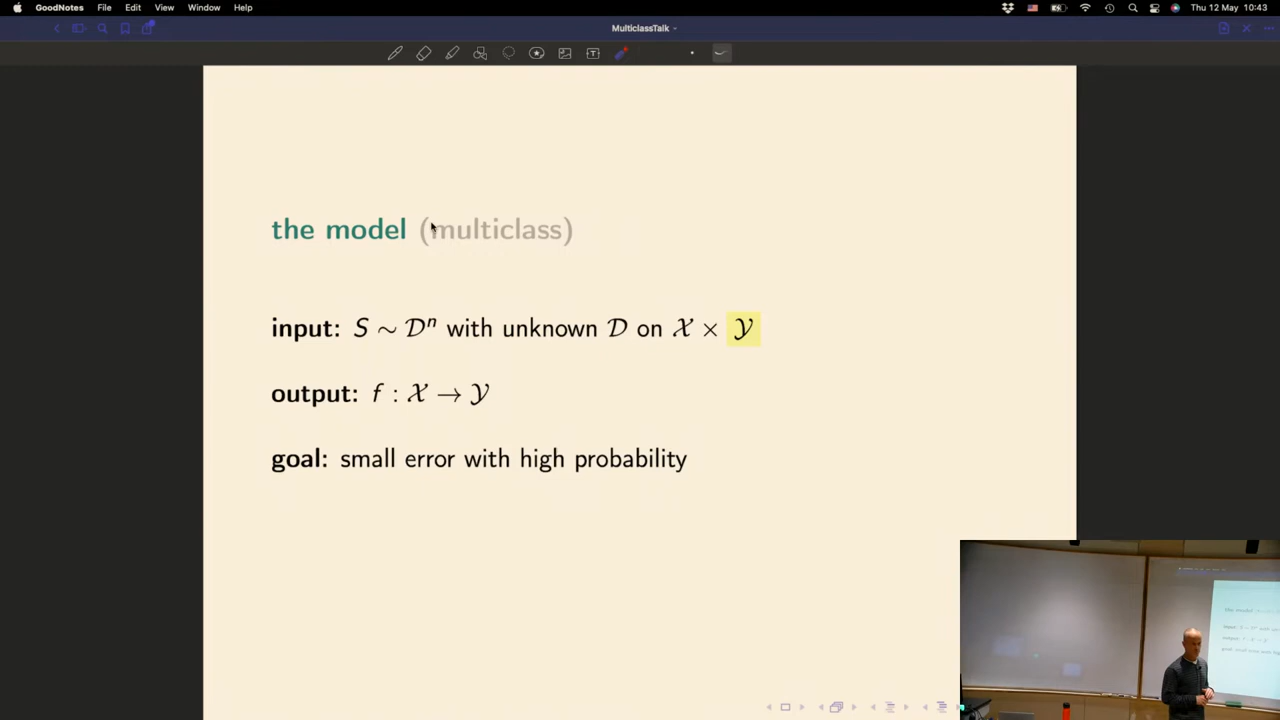 GoodNotes File Edit View Window Help Thu 12 May 10:43
MulticlassTalk
the model (multiclass)
input: S ∼ 𝒟ⁿ with unknown 𝒟 on 𝒳 × 𝒴
output: f : 𝒳 → 𝒴
goal: small error with high probability